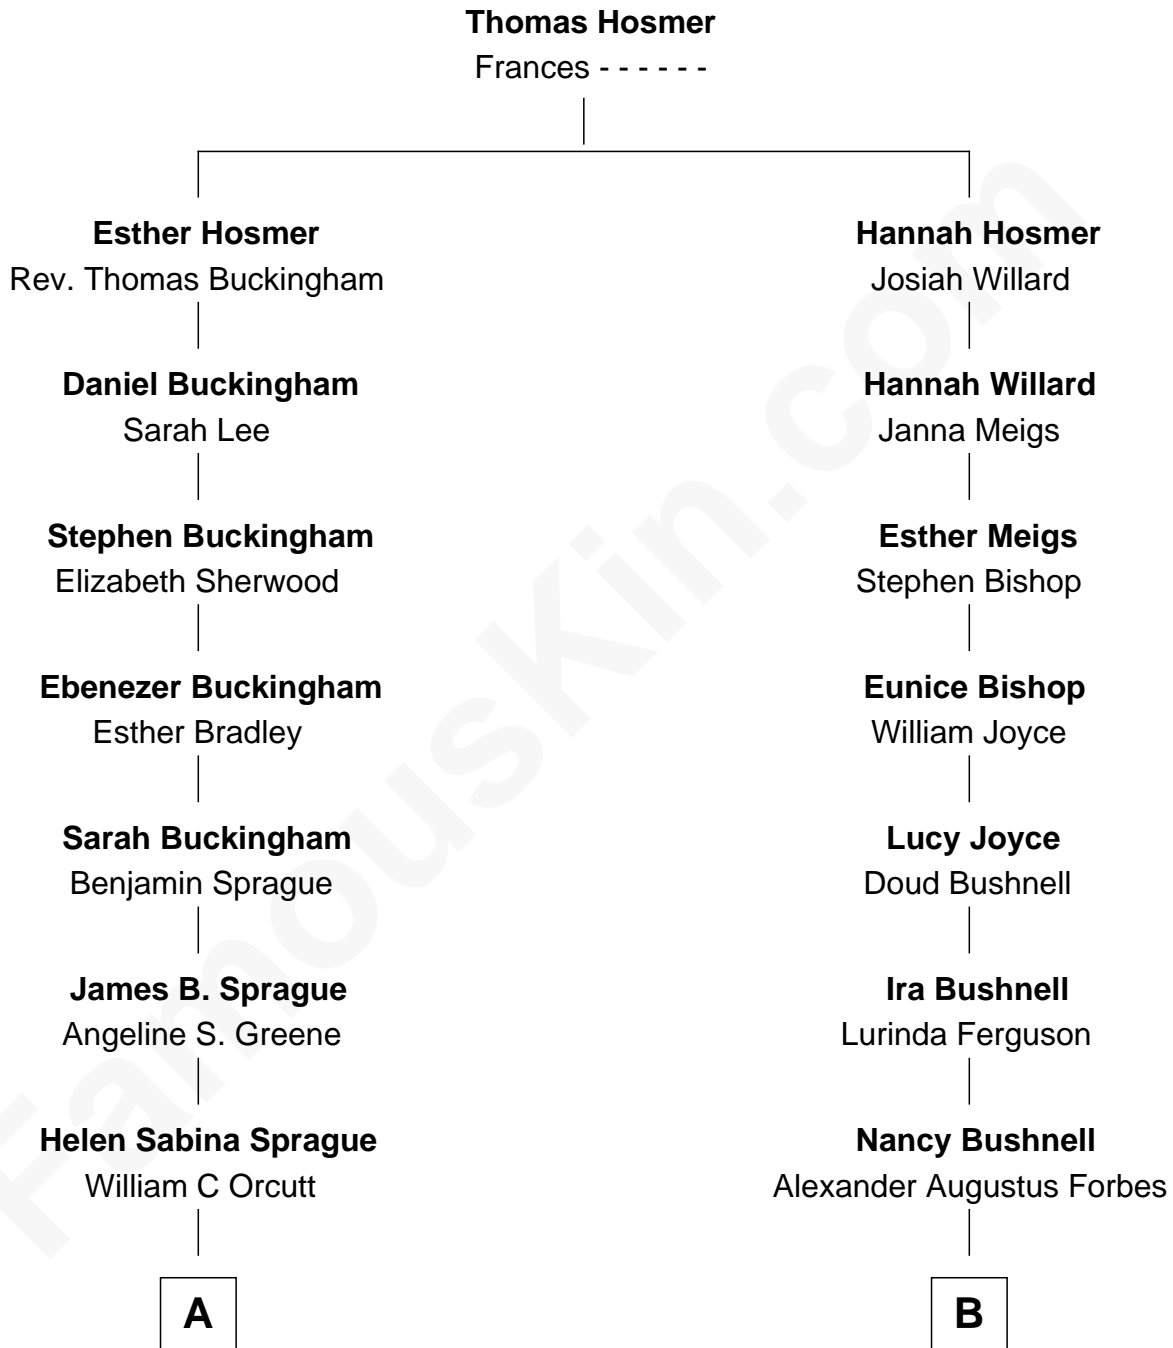 Thomas Hosmer
Frances - - - - - -
Esther Hosmer
Rev. Thomas Buckingham
Hannah Hosmer
Josiah Willard
Daniel Buckingham
Sarah Lee
Hannah Willard
Janna Meigs
Stephen Buckingham
Elizabeth Sherwood
Esther Meigs
Stephen Bishop
Ebenezer Buckingham
Esther Bradley
Eunice Bishop
William Joyce
Sarah Buckingham
Benjamin Sprague
Lucy Joyce
Doud Bushnell
James B. Sprague
Angeline S. Greene
Ira Bushnell
Lurinda Ferguson
Helen Sabina Sprague
William C Orcutt
Nancy Bushnell
Alexander Augustus Forbes
A
B
FamousKin.com